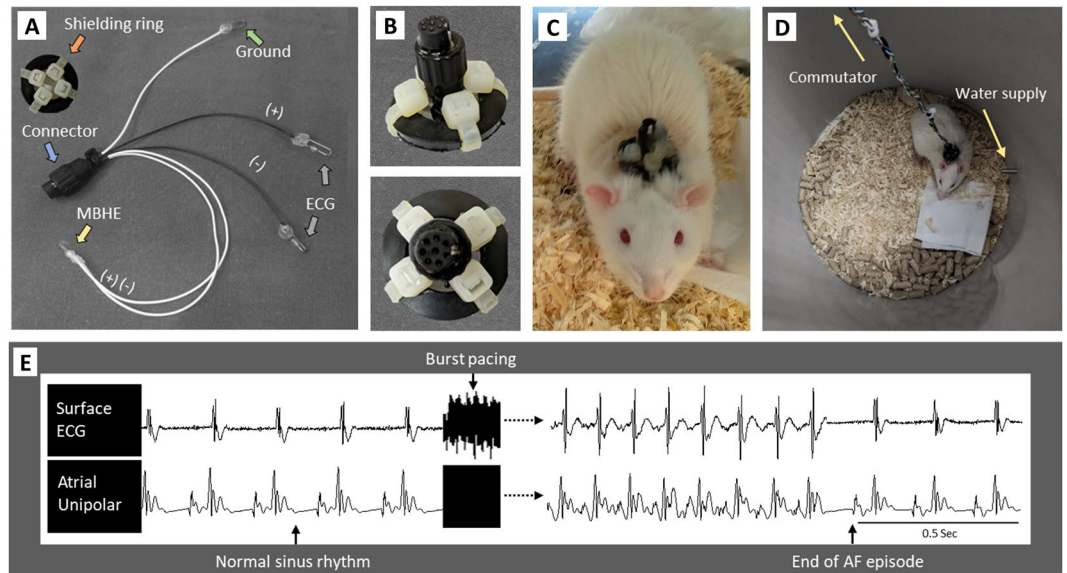 A
Shielding ring
Ground
Connector
(+)
(-)
ECG
MBHE
(+) (-)
B
C
D
Commutator
Water supply
E
Burst pacing
Surface
ECG
Atrial
Unipolar
0.5 Sec
Normal sinus rhythm
End of AF episode